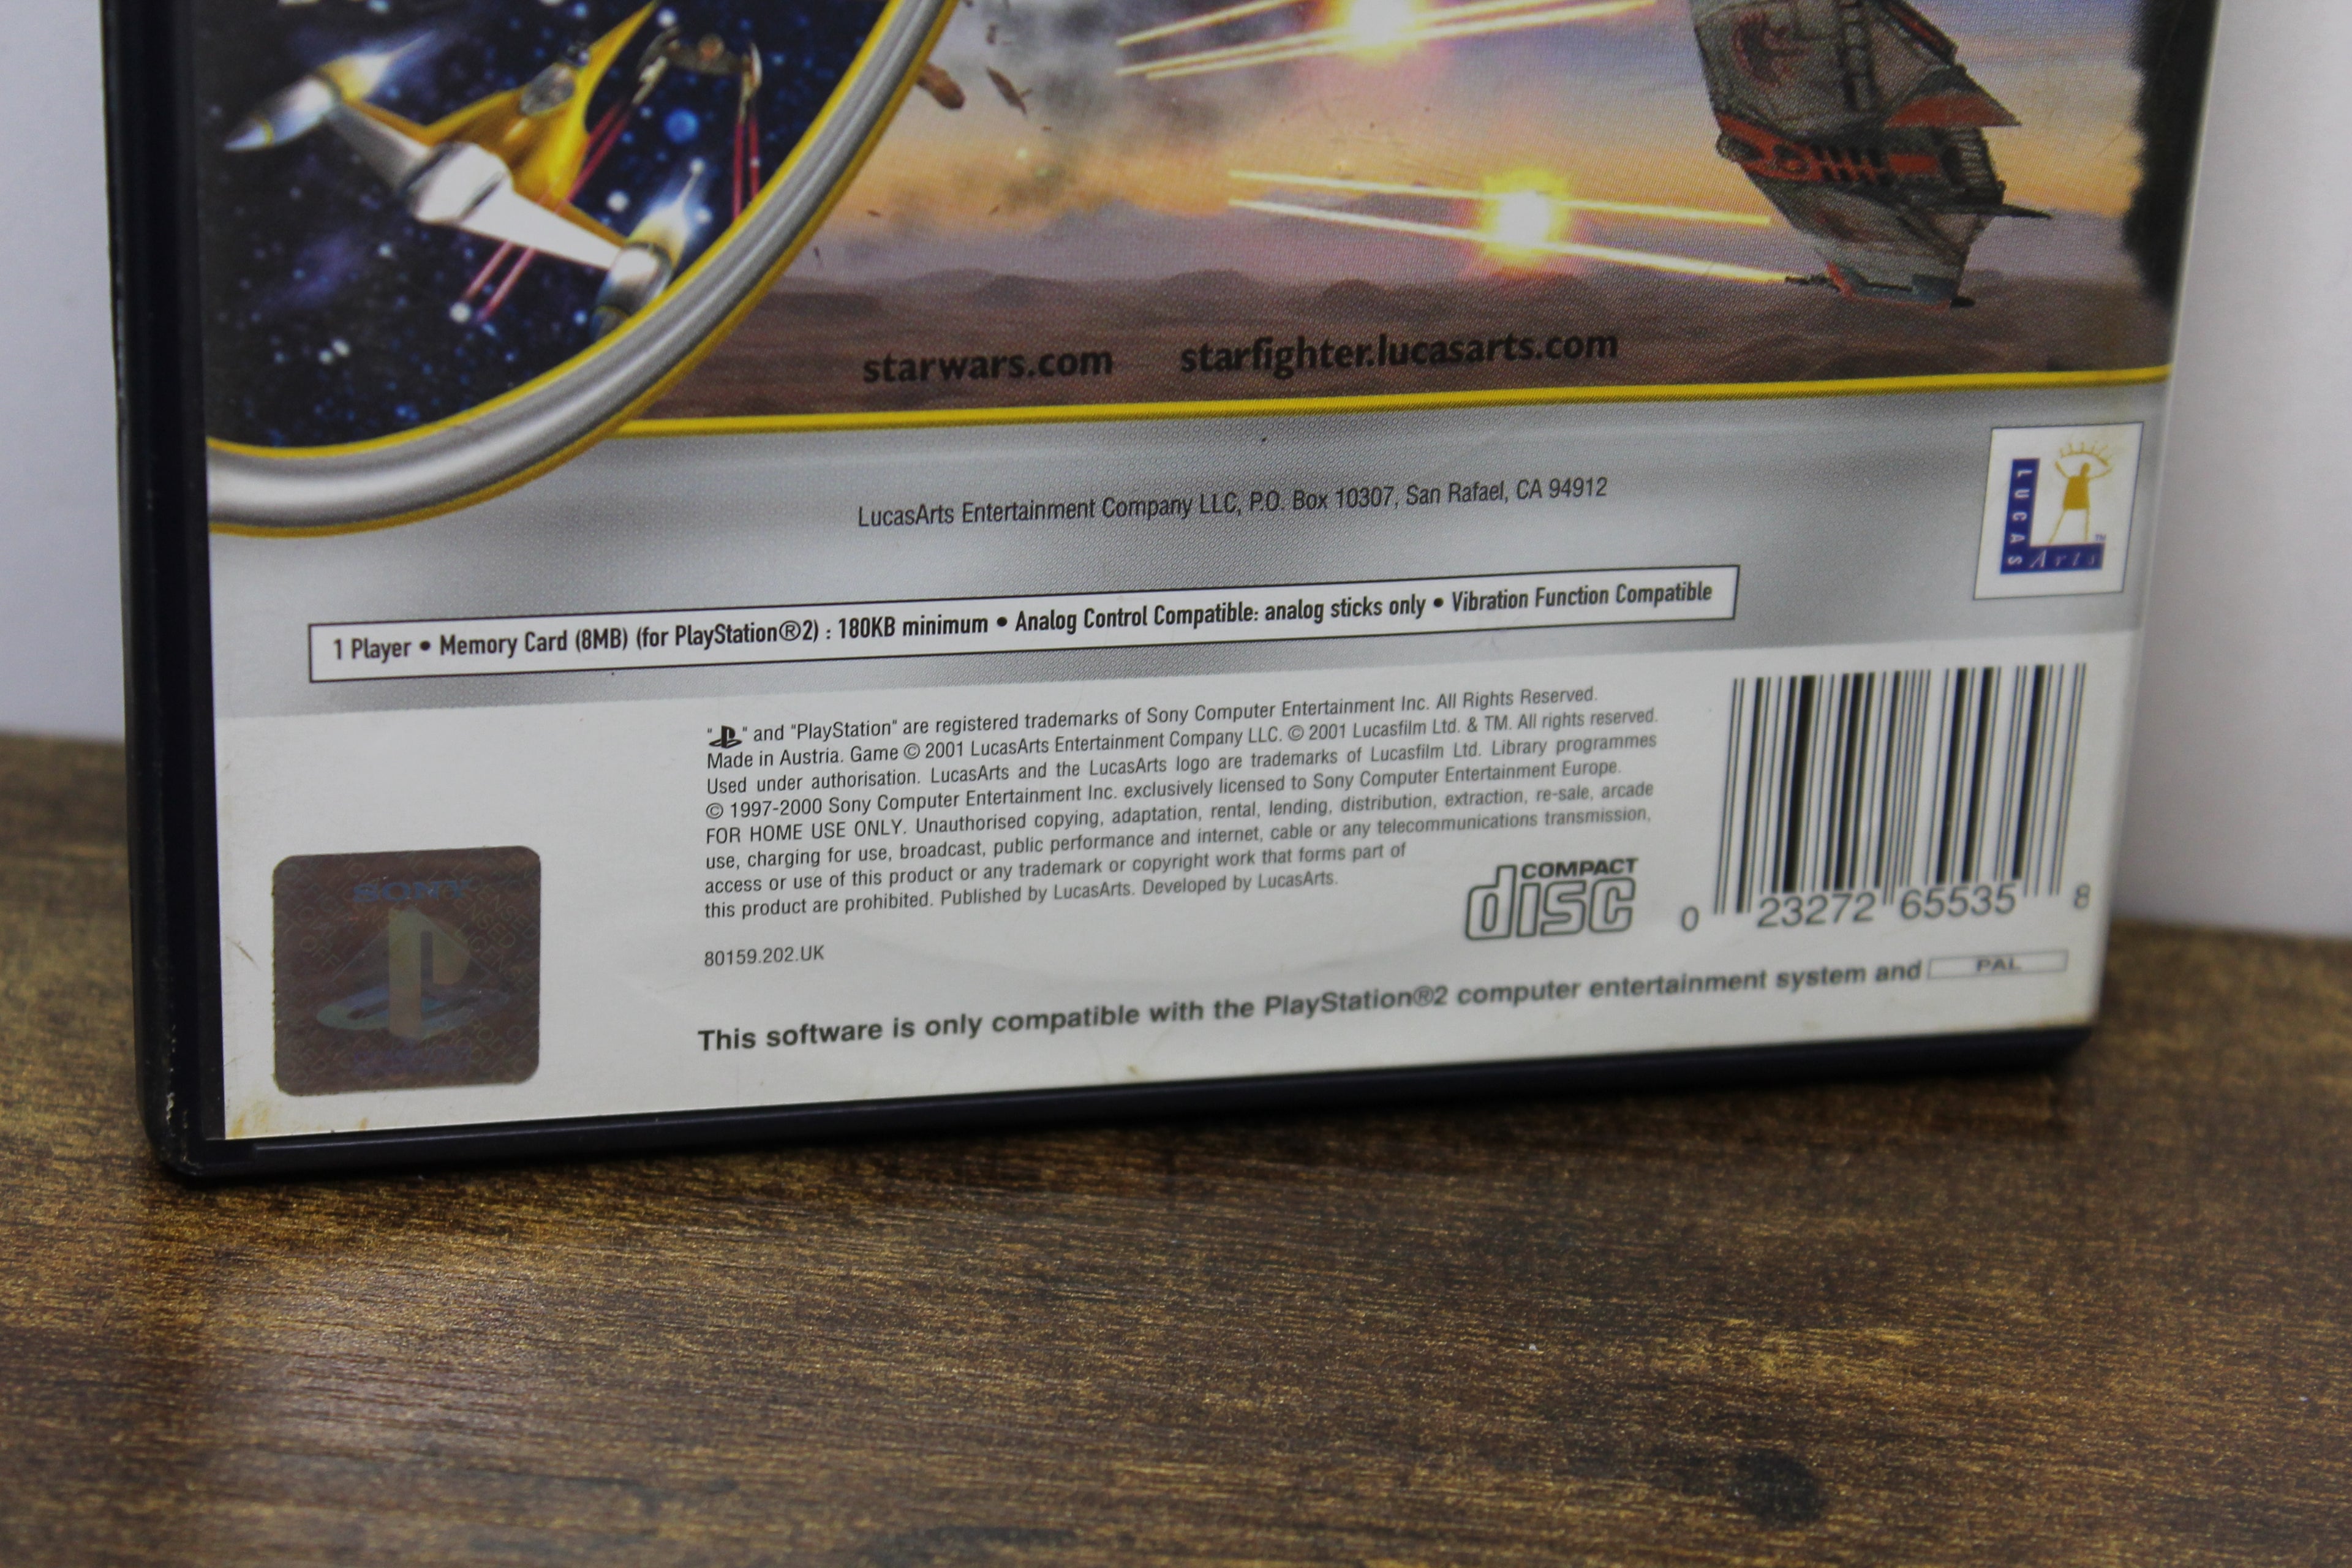 starwars.com starfighter.lucasarts.com
LucasArts Entertainment Company LLC, P.O. Box 10307, San Rafael, CA 94912
LUCAS
Arts
TM
1 Player • Memory Card (8MB) (for PlayStation®2) : 180KB minimum • Analog Control Compatible: analog sticks only • Vibration Function Compatible
" " and "PlayStation" are registered trademarks of Sony Computer Entertainment Inc. All Rights Reserved.
Made in Austria. Game © 2001 LucasArts Entertainment Company LLC. © 2001 Lucasfilm Ltd. & TM. All rights reserved.
Used under authorisation. LucasArts and the LucasArts logo are trademarks of Lucasfilm Ltd. Library programmes
© 1997-2000 Sony Computer Entertainment Inc. exclusively licensed to Sony Computer Entertainment Europe.
FOR HOME USE ONLY. Unauthorised copying, adaptation, rental, lending, distribution, extraction, re-sale, arcade
use, charging for use, broadcast, public performance and internet, cable or any telecommunications transmission,
access or use of this product or any trademark or copyright work that forms part of
this product are prohibited. Published by LucasArts. Developed by LucasArts.
COMPACT
disc
0 23272 65535 8
80159.202.UK
SONY
This software is only compatible with the PlayStation®2 computer entertainment system and PAL